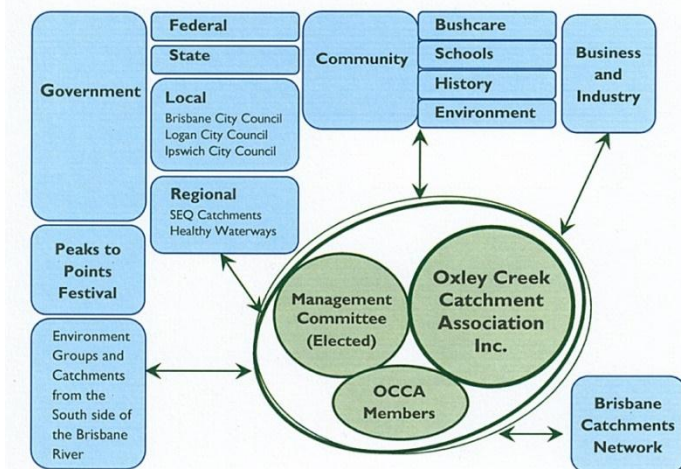 Government
Federal
State
Local
Brisbane City Council
Logan City Council
Ipswich City Council
Regional
SEQ Catchments
Healthy Waterways
Community
Bushcare
Schools
History
Environment
Business
and
Industry
Peaks to
Points
Festival
Environment
Groups and
Catchments
from the
South side of
the Brisbane
River
Management
Committee
(Elected)
Oxley Creek
Catchment
Association
Inc.
OCCA
Members
Brisbane
Catchments
Network